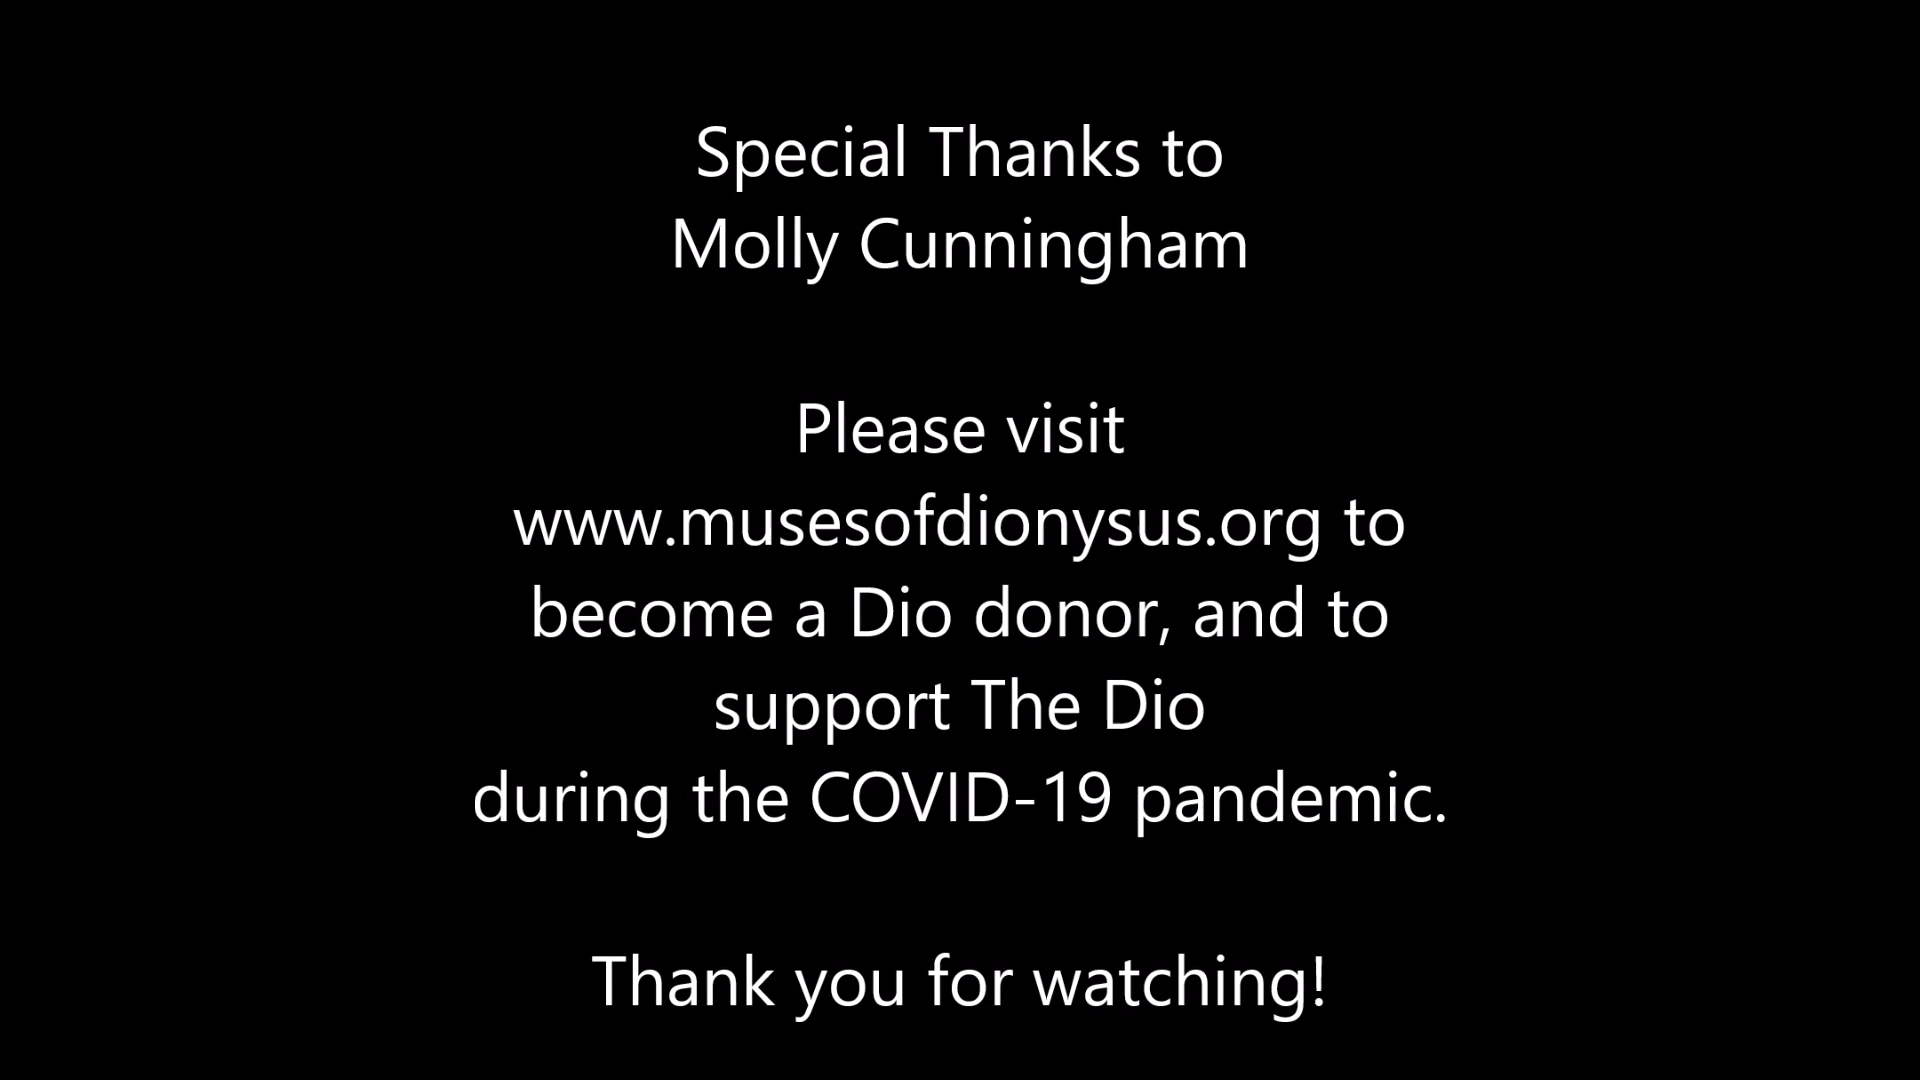 Special Thanks to
Molly Cunningham
Please visit
www.musesofdionysus.org to
become a Dio donor, and to
support The Dio
during the COVID-19 pandemic.
Thank you for watching!